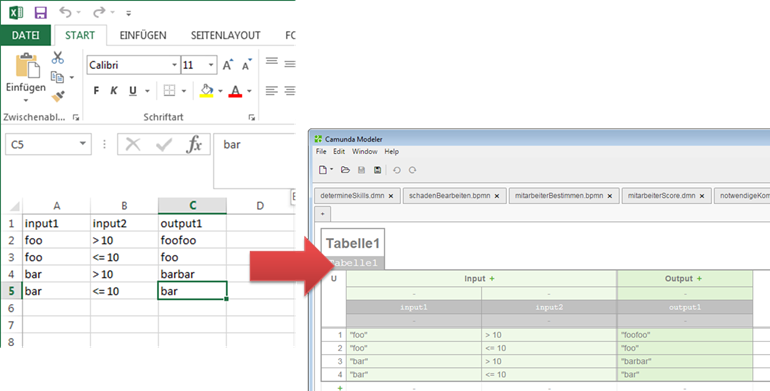 DATEI START EINFÜGEN SEITENLAYOUT FO
Calibri 11 A A
Einfügen F K U A
Zwischenabl... Schriftart
C5 fx bar
A B C D
1 input1 input2 output1
2 foo > 10 foofoo
3 foo <= 10 foo
4 bar > 10 barbar
5 bar <= 10 bar
6
7
8
Camunda Modeler
File Edit Window Help
determineSkills.dmn × schadenBearbeiten.bpmn × mitarbeiterBestimmen.bpmn × mitarbeiterScore.dmn × notwendigeKom
+
Tabelle1
Tabelle1
U Input + Output +
- - -
input1 input2 output1
- - -
1 "foo" > 10 "foofoo"
2 "foo" <= 10 "foo"
3 "bar" > 10 "barbar"
4 "bar" <= 10 "bar"
+ - - -